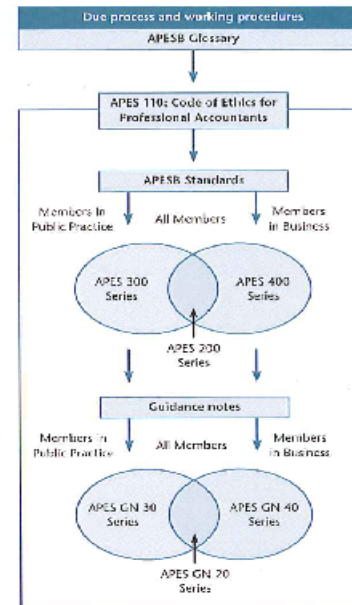 Due process and working procedures
APESB Glossary
APES 110: Code of Ethics for
Professional Accountants
APESB Standards
Members in
Public Practice
All Members
Members
in Business
APES 300
Series
APES 400
Series
APES 200
Series
Guidance notes
Members in
Public Practice
All Members
Members
in Business
APES GN 30
Series
APES GN 40
Series
APES GN 20
Series